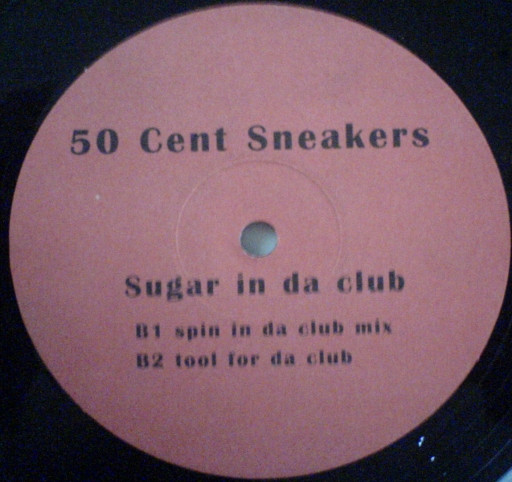 50 Cent Sneakers
Sugar in da club
B1 spin in da club mix
B2 tool for da club